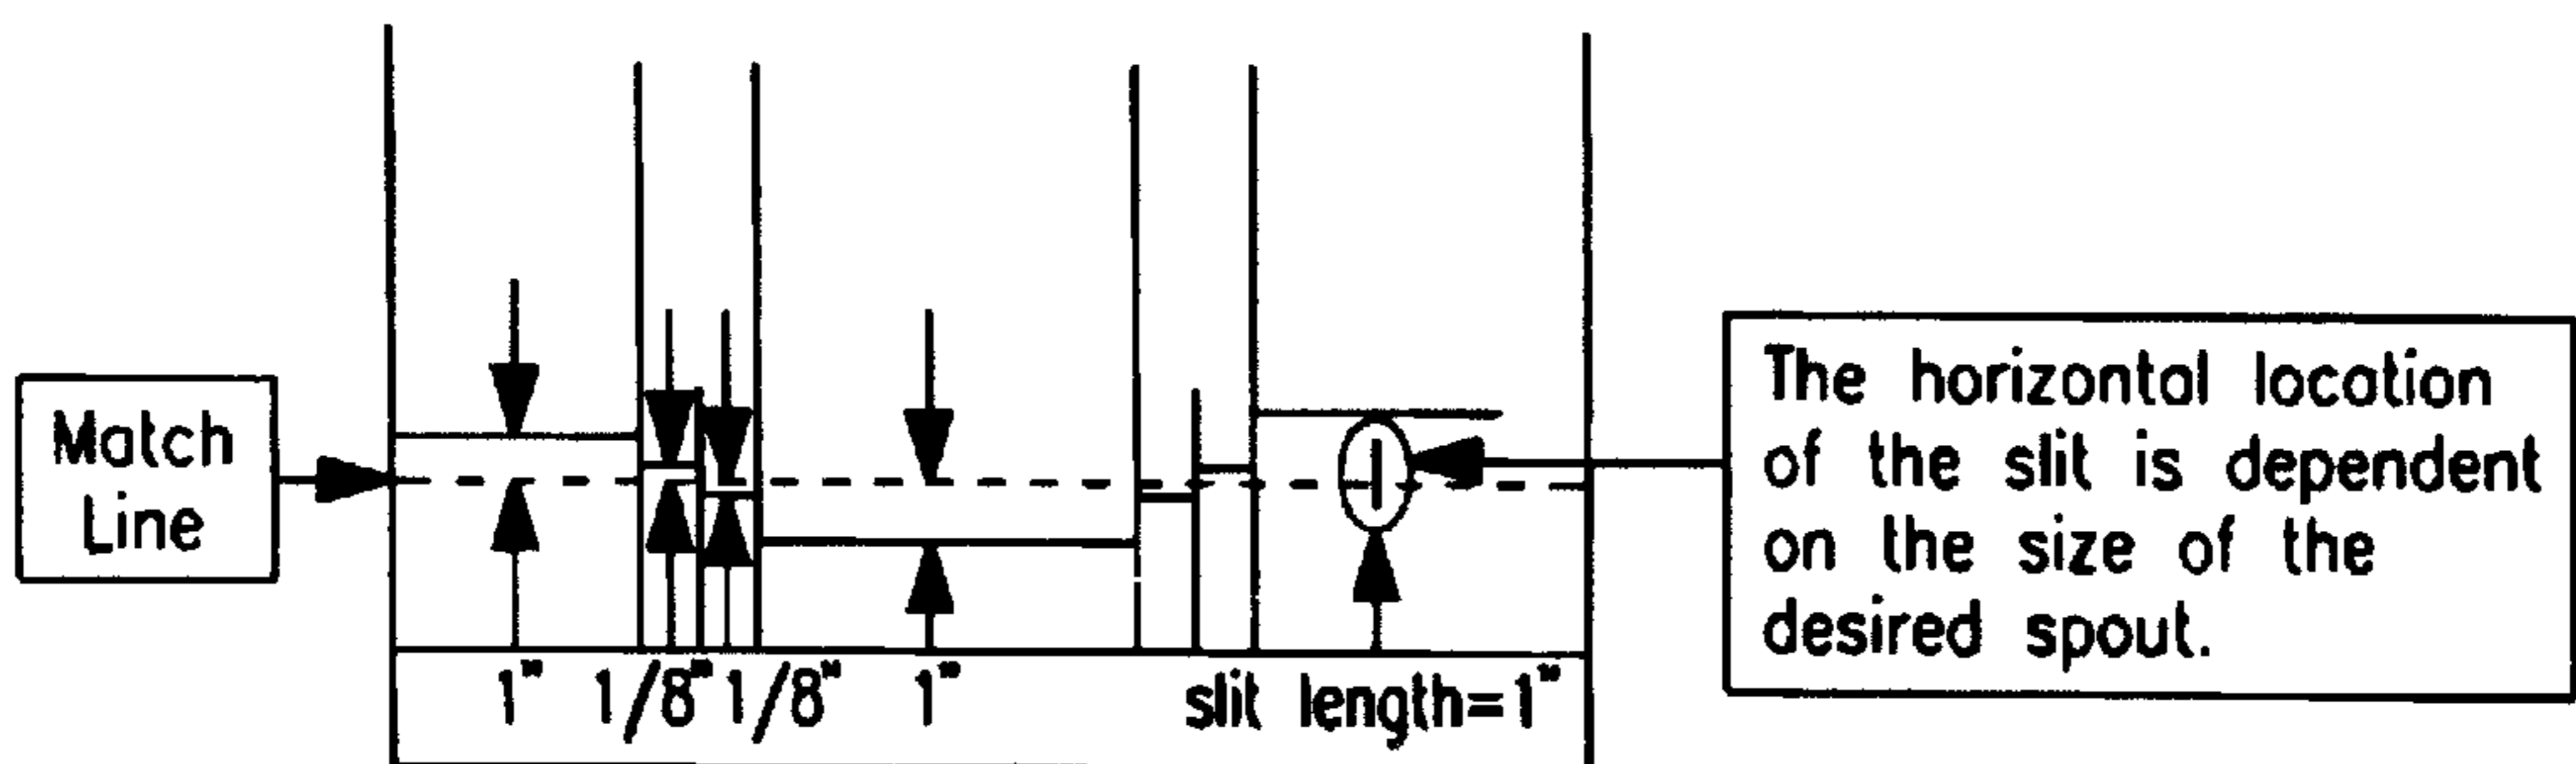 Match
Line
The horizontal location
of the slit is dependent
on the size of the
desired spout.
1" 1/8" 1/8" 1" slit length=1"